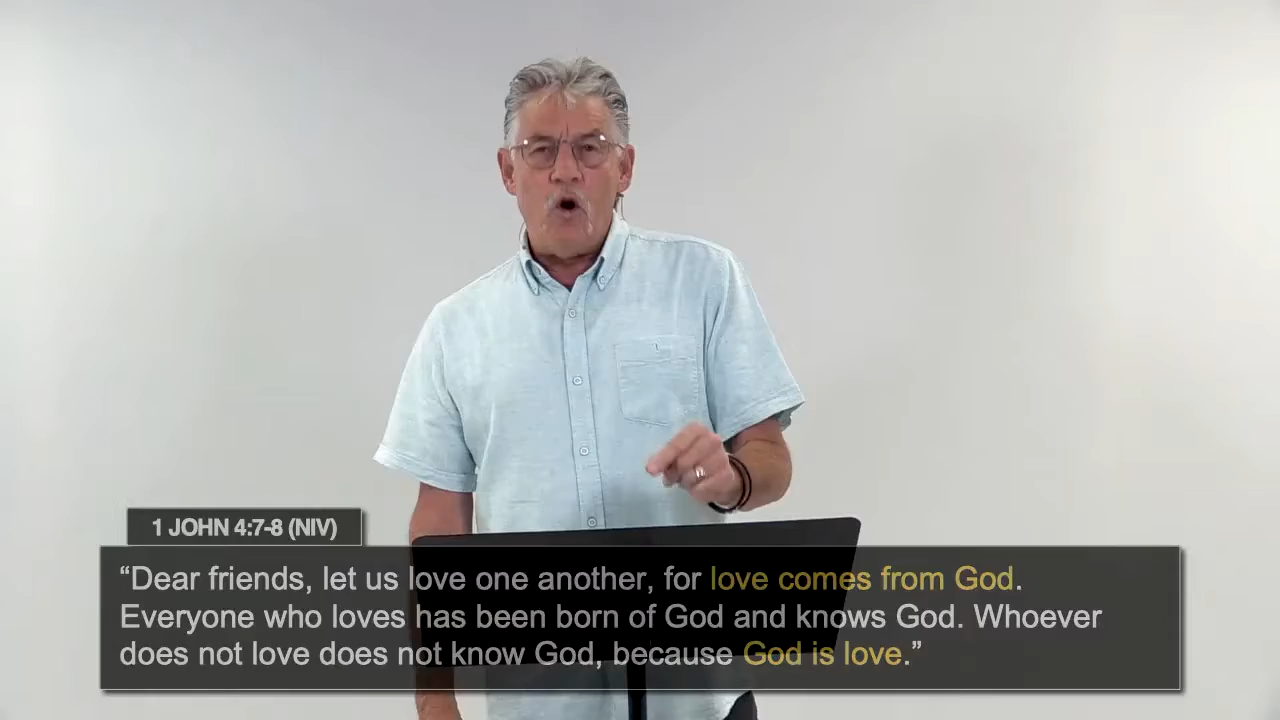 1 JOHN 4:7-8 (NIV)
“Dear friends, let us love one another, for love comes from God.
Everyone who loves has been born of God and knows God. Whoever
does not love does not know God, because God is love.”